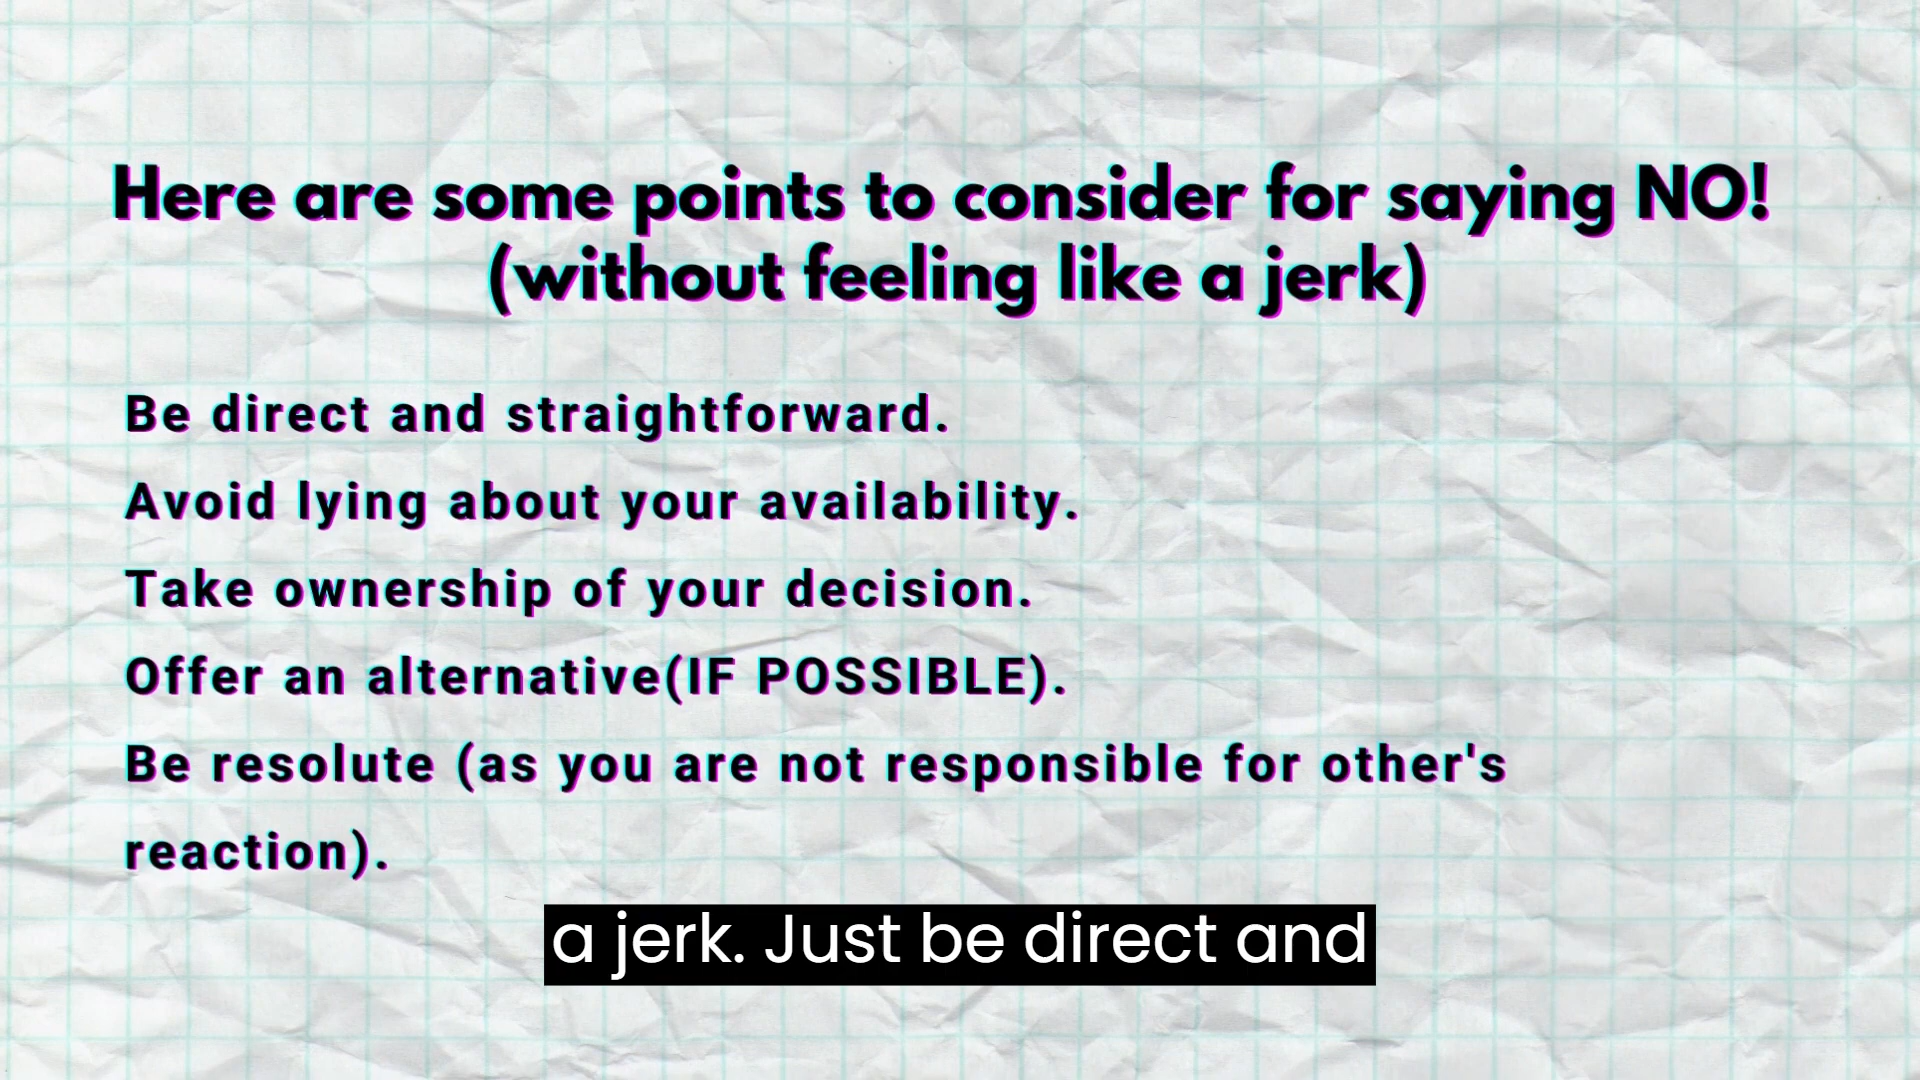 Here are some points to consider for saying NO!
(without feeling like a jerk)
Be direct and straightforward.
Avoid lying about your availability.
Take ownership of your decision.
Offer an alternative(IF POSSIBLE).
Be resolute (as you are not responsible for other's
reaction).
a jerk. Just be direct and